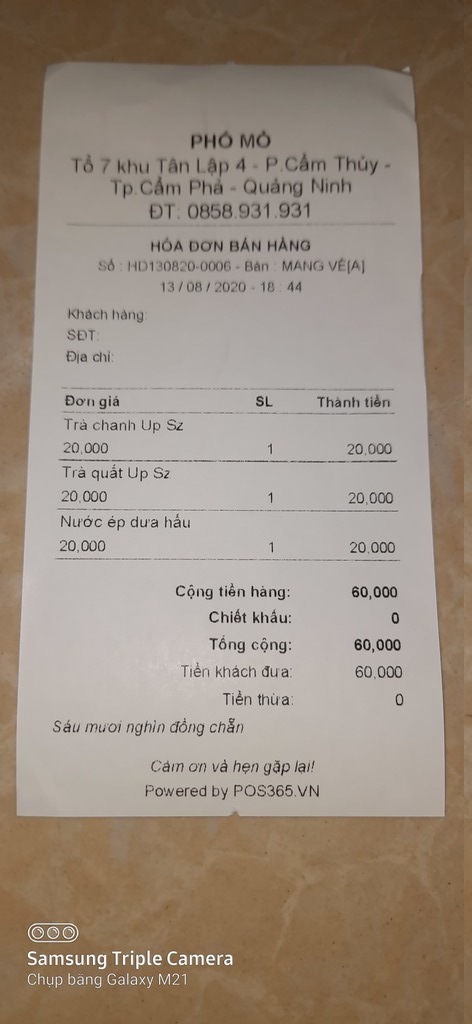 PHỐ MỎ
Tổ 7 khu Tân Lập 4 - P.Cẩm Thủy -
Tp.Cẩm Phả - Quảng Ninh
ĐT: 0858.931.931
HÓA ĐƠN BÁN HÀNG
Số : HD130820-0006 - Bàn : MANG VỀ[A]
13 / 08 / 2020 - 18 : 44
Khách hàng:
SĐT:
Địa chỉ:
Đơn giá SL Thành tiền
Trà chanh Up Sz
20,000 1 20,000
Trà quất Up Sz
20,000 1 20,000
Nước ép dưa hấu
20,000 1 20,000
Cộng tiền hàng: 60,000
Chiết khấu: 0
Tổng cộng: 60,000
Tiền khách đưa: 60,000
Tiền thừa: 0
Sáu mươi nghìn đồng chẵn
Cảm ơn và hẹn gặp lại!
Powered by POS365.VN
Samsung Triple Camera
Chụp bằng Galaxy M21